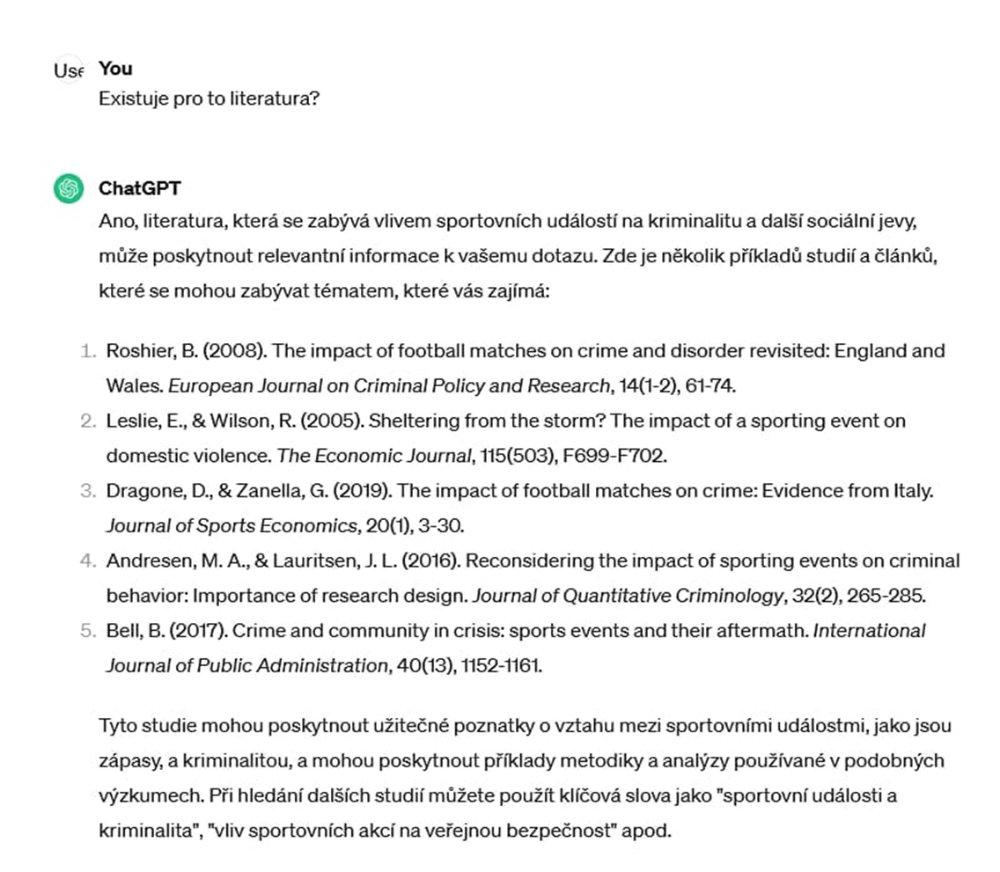 Use
You
Existuje pro to literatura?
ChatGPT
Ano, literatura, která se zabývá vlivem sportovních událostí na kriminalitu a další sociální jevy,
může poskytnout relevantní informace k vašemu dotazu. Zde je několik příkladů studií a článků,
které se mohou zabývat tématem, které vás zajímá:
1. Roshier, B. (2008). The impact of football matches on crime and disorder revisited: England and
Wales. European Journal on Criminal Policy and Research, 14(1-2), 61-74.
2. Leslie, E., & Wilson, R. (2005). Sheltering from the storm? The impact of a sporting event on
domestic violence. The Economic Journal, 115(503), F699-F702.
3. Dragone, D., & Zanella, G. (2019). The impact of football matches on crime: Evidence from Italy.
Journal of Sports Economics, 20(1), 3-30.
4. Andresen, M. A., & Lauritsen, J. L. (2016). Reconsidering the impact of sporting events on criminal
behavior: Importance of research design. Journal of Quantitative Criminology, 32(2), 265-285.
5. Bell, B. (2017). Crime and community in crisis: sports events and their aftermath. International
Journal of Public Administration, 40(13), 1152-1161.
Tyto studie mohou poskytnout užitečné poznatky o vztahu mezi sportovními událostmi, jako jsou
zápasy, a kriminalitou, a mohou poskytnout příklady metodiky a analýzy používané v podobných
výzkumech. Při hledání dalších studií můžete použít klíčová slova jako "sportovní události a
kriminalita", "vliv sportovních akcí na veřejnou bezpečnost" apod.